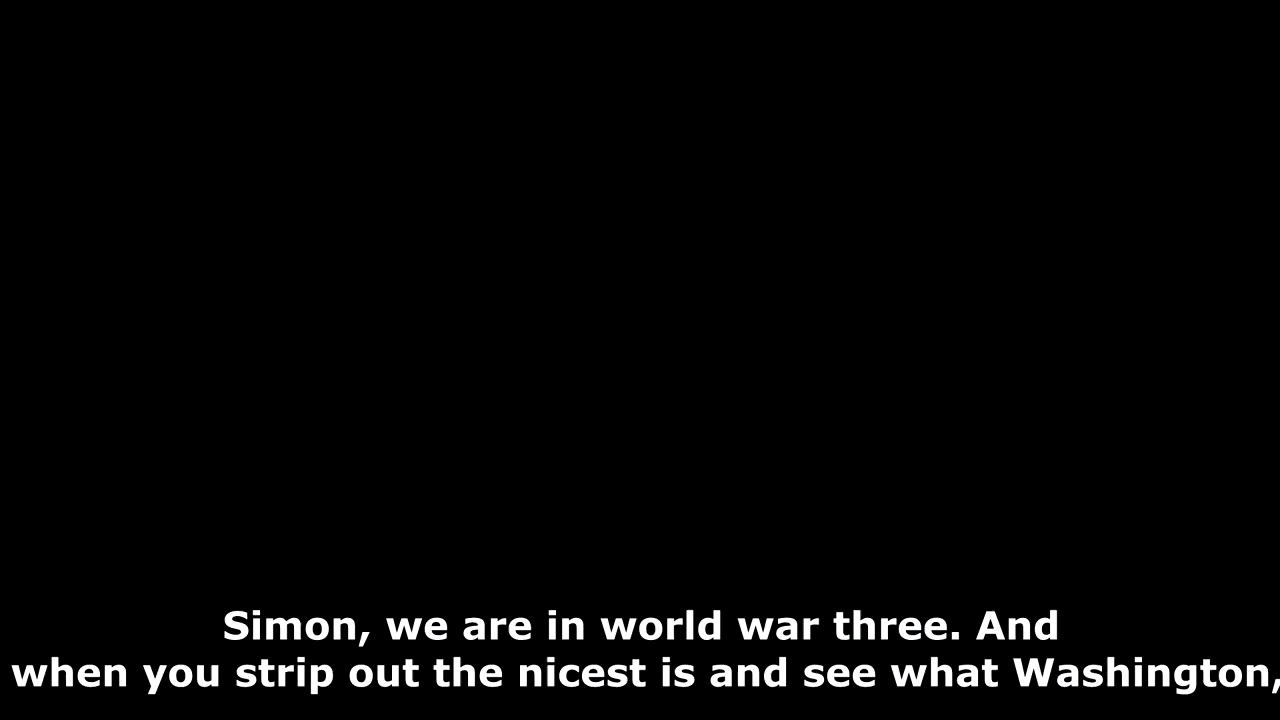 Simon, we are in world war three. And
when you strip out the nicest is and see what Washington,